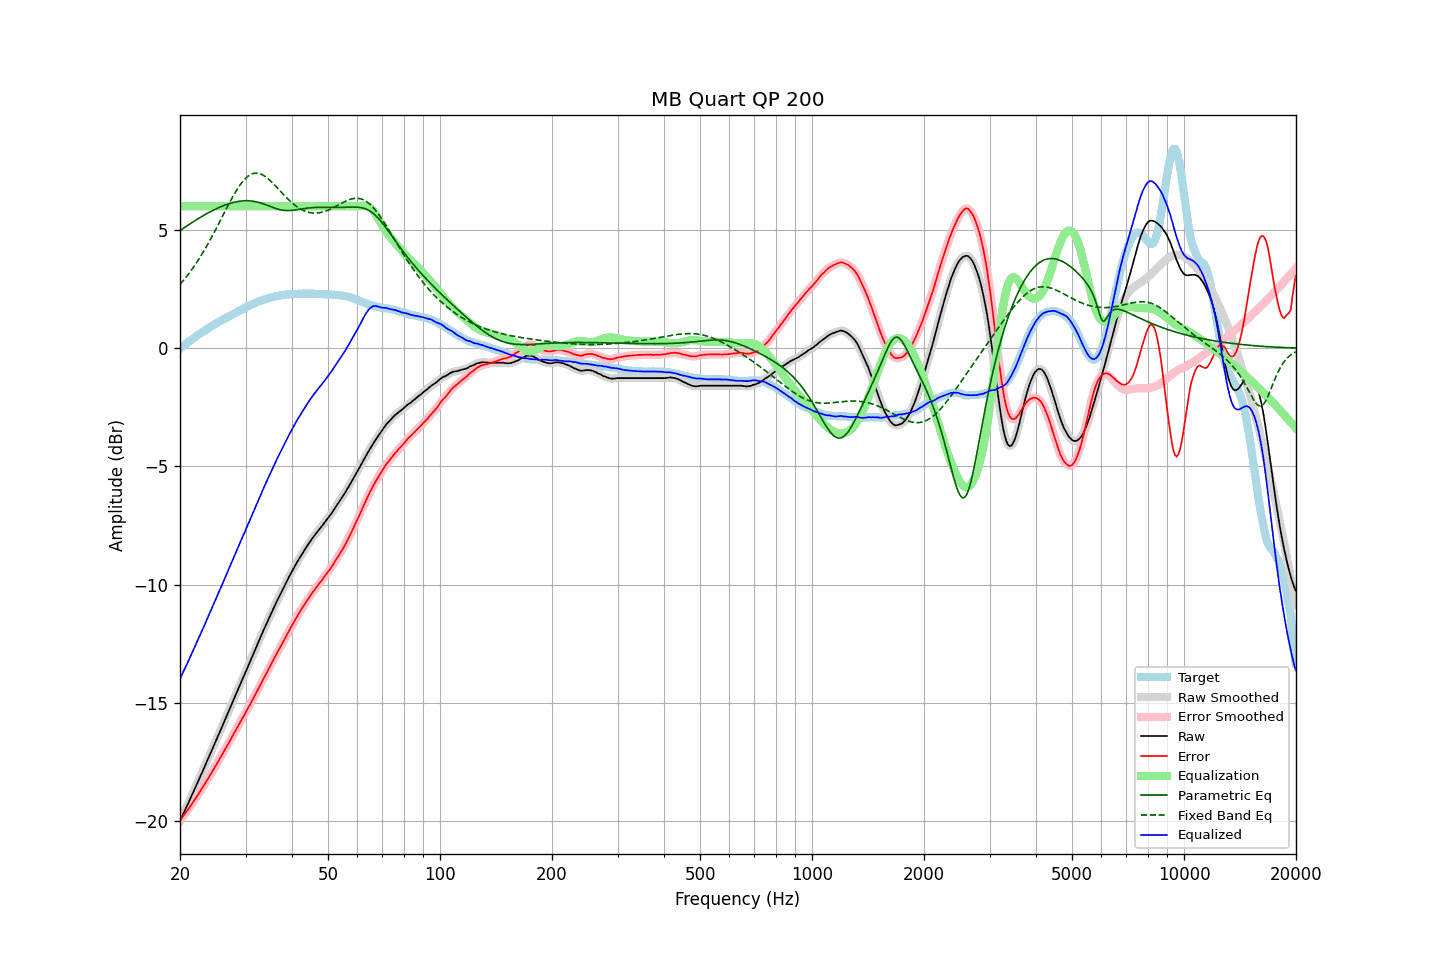 MB Quart QP 200
Amplitude (dBr)
5
0
−5
−10
−15
−20
20
50
100
200
500
1000
2000
5000
10000
20000
Frequency (Hz)
Target
Raw Smoothed
Error Smoothed
Raw
Error
Equalization
Parametric Eq
Fixed Band Eq
Equalized